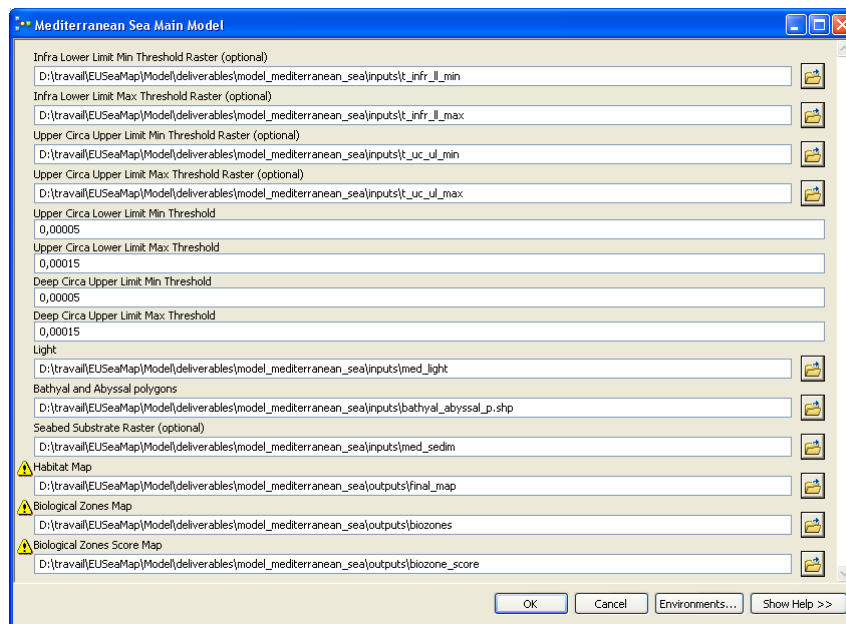 Mediterranean Sea Main Model
Infra Lower Limit Min Threshold Raster (optional)
D:\travail\EUSeaMap\Model\deliverables\model_mediterranean_sea\inputs\t_infr_ll_min
Infra Lower Limit Max Threshold Raster (optional)
D:\travail\EUSeaMap\Model\deliverables\model_mediterranean_sea\inputs\t_infr_ll_max
Upper Circa Upper Limit Min Threshold Raster (optional)
D:\travail\EUSeaMap\Model\deliverables\model_mediterranean_sea\inputs\t_uc_ul_min
Upper Circa Upper Limit Max Threshold Raster (optional)
D:\travail\EUSeaMap\Model\deliverables\model_mediterranean_sea\inputs\t_uc_ul_max
Upper Circa Lower Limit Min Threshold
0,00005
Upper Circa Lower Limit Max Threshold
0,00015
Deep Circa Upper Limit Min Threshold
0,00005
Deep Circa Upper Limit Max Threshold
0,00015
Light
D:\travail\EUSeaMap\Model\deliverables\model_mediterranean_sea\inputs\med_light
Bathyal and Abyssal polygons
D:\travail\EUSeaMap\Model\deliverables\model_mediterranean_sea\inputs\bathyal_abyssal_p.shp
Seabed Substrate Raster (optional)
D:\travail\EUSeaMap\Model\deliverables\model_mediterranean_sea\inputs\med_sedim
Habitat Map
D:\travail\EUSeaMap\Model\deliverables\model_mediterranean_sea\outputs\final_map
Biological Zones Map
D:\travail\EUSeaMap\Model\deliverables\model_mediterranean_sea\outputs\biozones
Biological Zones Score Map
D:\travail\EUSeaMap\Model\deliverables\model_mediterranean_sea\outputs\biozone_score
OK Cancel Environments... Show Help >>